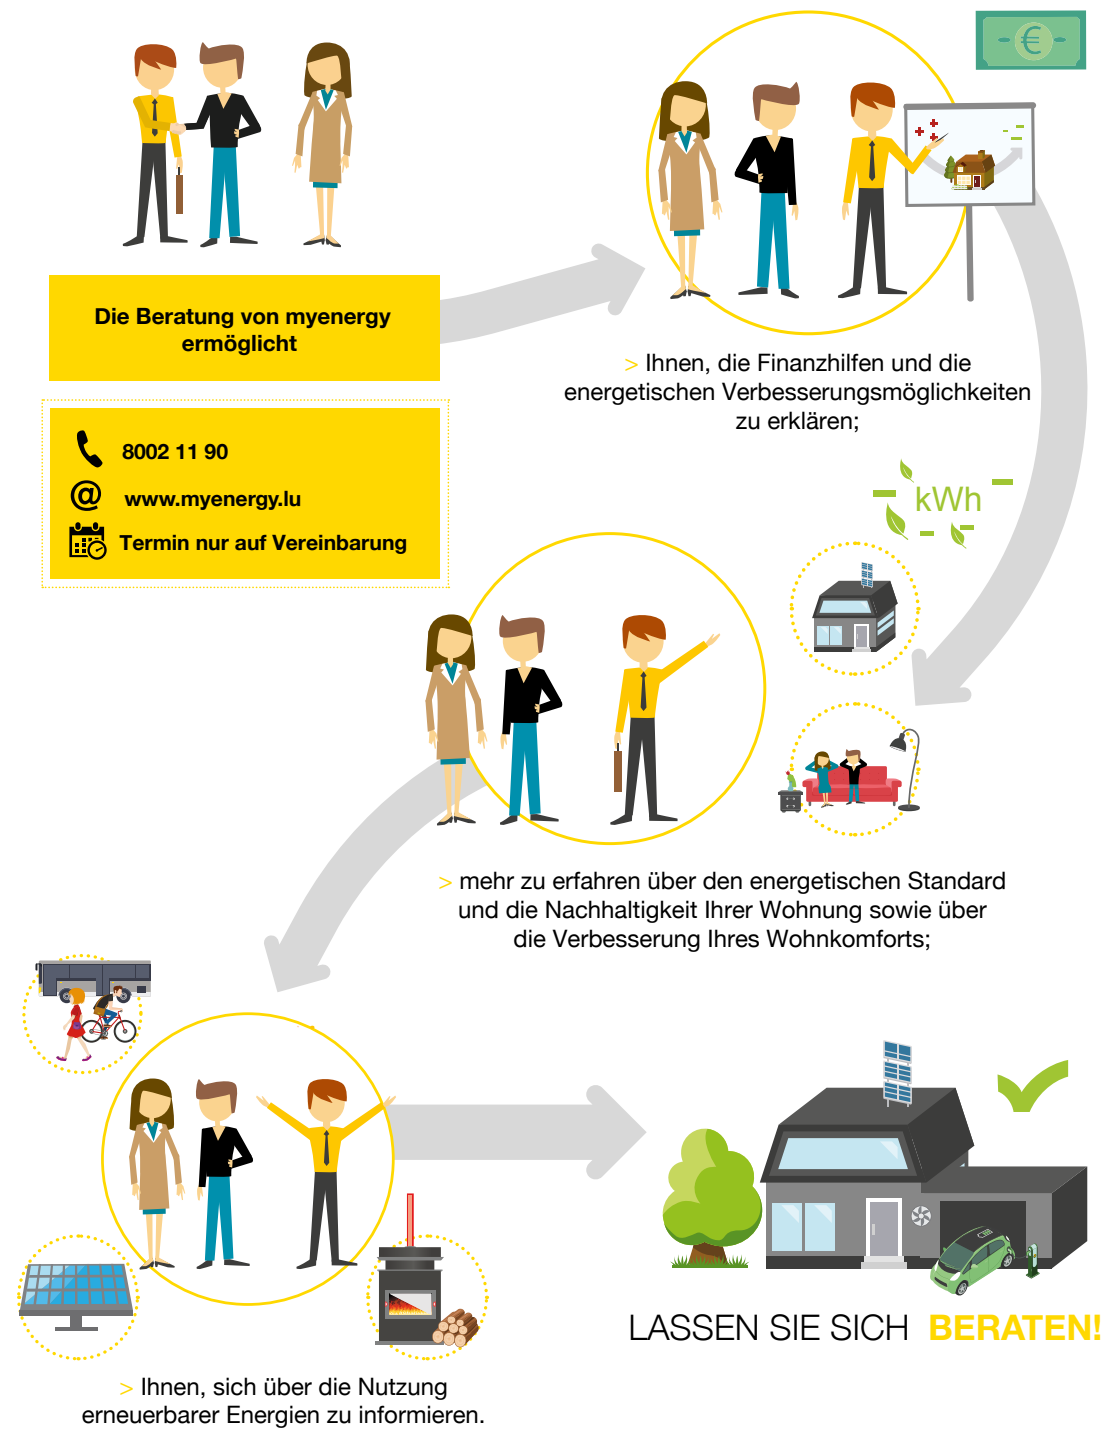 Die Beratung von myenergy
ermöglicht
8002 11 90
@ www.myenergy.lu
Termin nur auf Vereinbarung
€
> Ihnen, die Finanzhilfen und die
energetischen Verbesserungsmöglichkeiten
zu erklären;
kWh
> mehr zu erfahren über den energetischen Standard
und die Nachhaltigkeit Ihrer Wohnung sowie über
die Verbesserung Ihres Wohnkomforts;
> Ihnen, sich über die Nutzung
erneuerbarer Energien zu informieren.
LASSEN SIE SICH BERATEN!